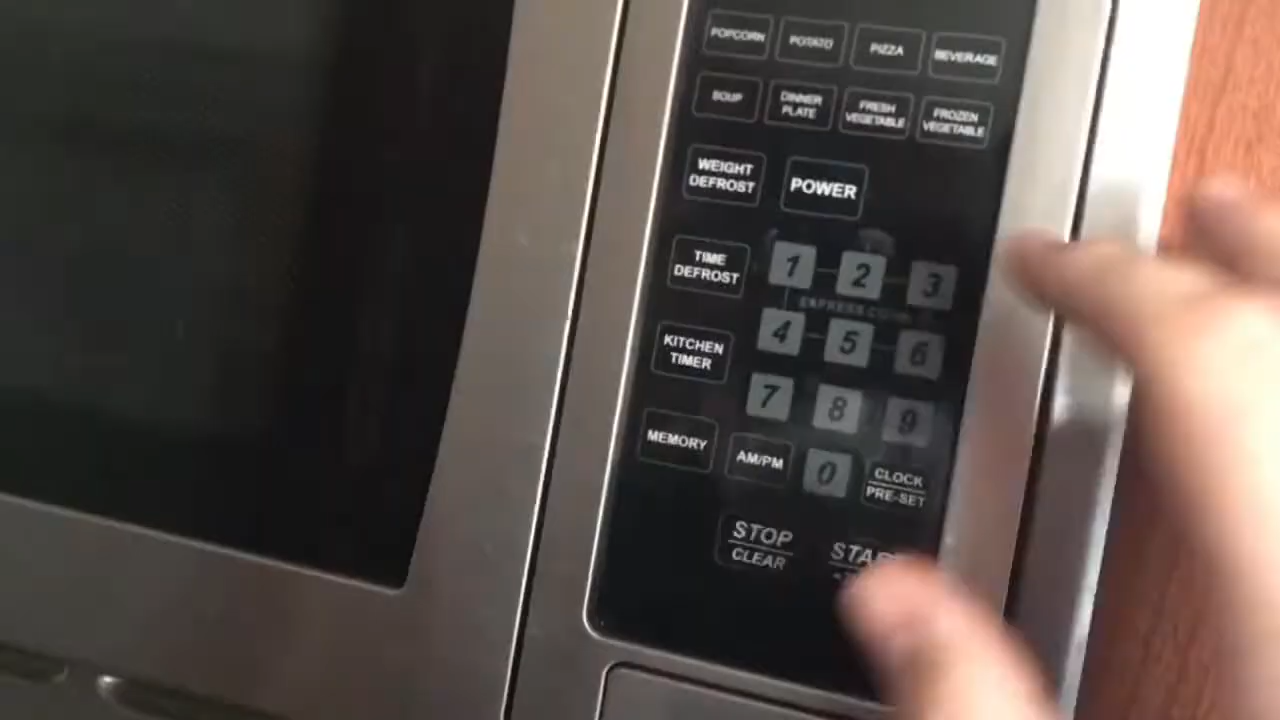 POPCORN POTATO PIZZA BEVERAGE
SOUP DINNER PLATE FRESH VEGETABLE FROZEN VEGETABLE
WEIGHT DEFROST POWER
TIME DEFROST 1 2 3
EXPRESS
KITCHEN TIMER 4 5 6
7 8 9
MEMORY AM/PM 0 CLOCK PRE-SET
STOP CLEAR